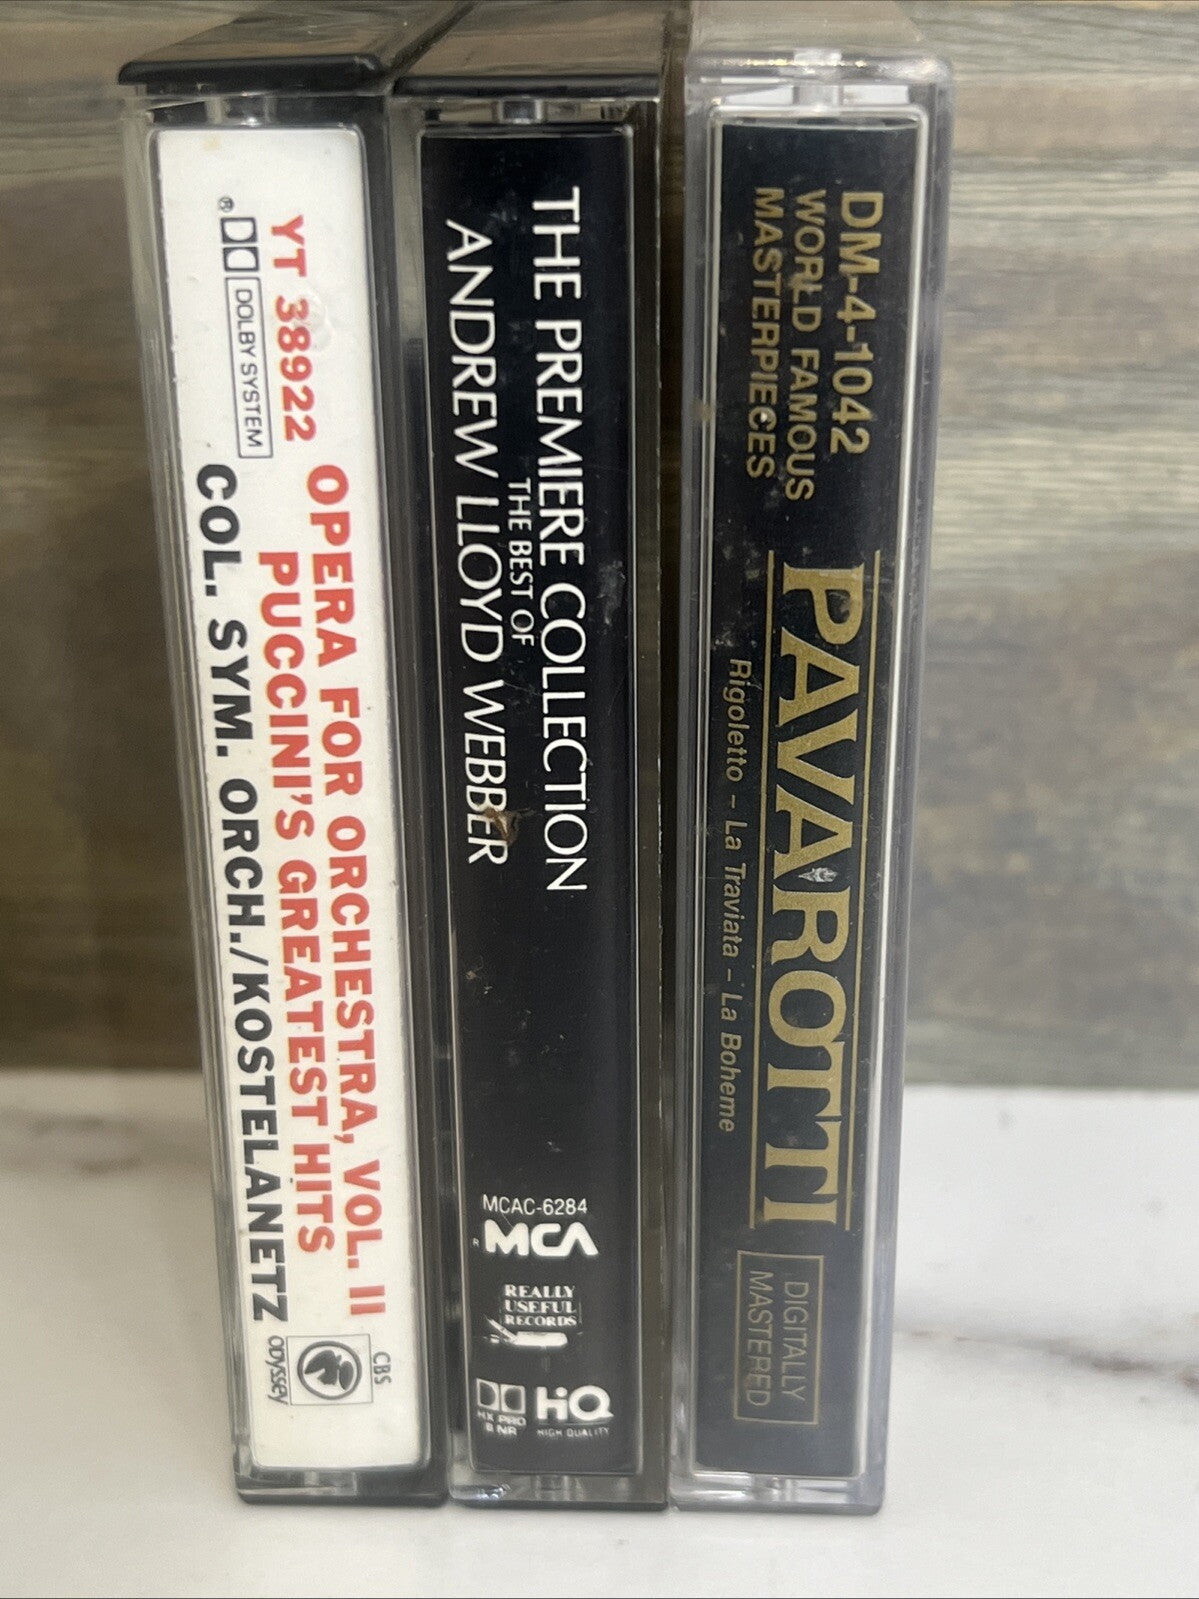 YT 38922
® DOLBY SYSTEM
OPERA FOR ORCHESTRA, VOL. II
PUCCINI'S GREATEST HITS
COL. SYM. ORCH./KOSTELANETZ
CBS
ODYSSEY
THE PREMIERE COLLECTION
THE BEST OF
ANDREW LLOYD WEBBER
MCAC-6284
MCA
REALLY
USEFUL
RECORDS
HX PRO
B NR
HiQ
HIGH QUALITY
DM-4-1042
WORLD FAMOUS
MASTERPIECES
PAVAROTTI
Rigoletto – La Traviata – La Boheme
DIGITALLY
MASTERED